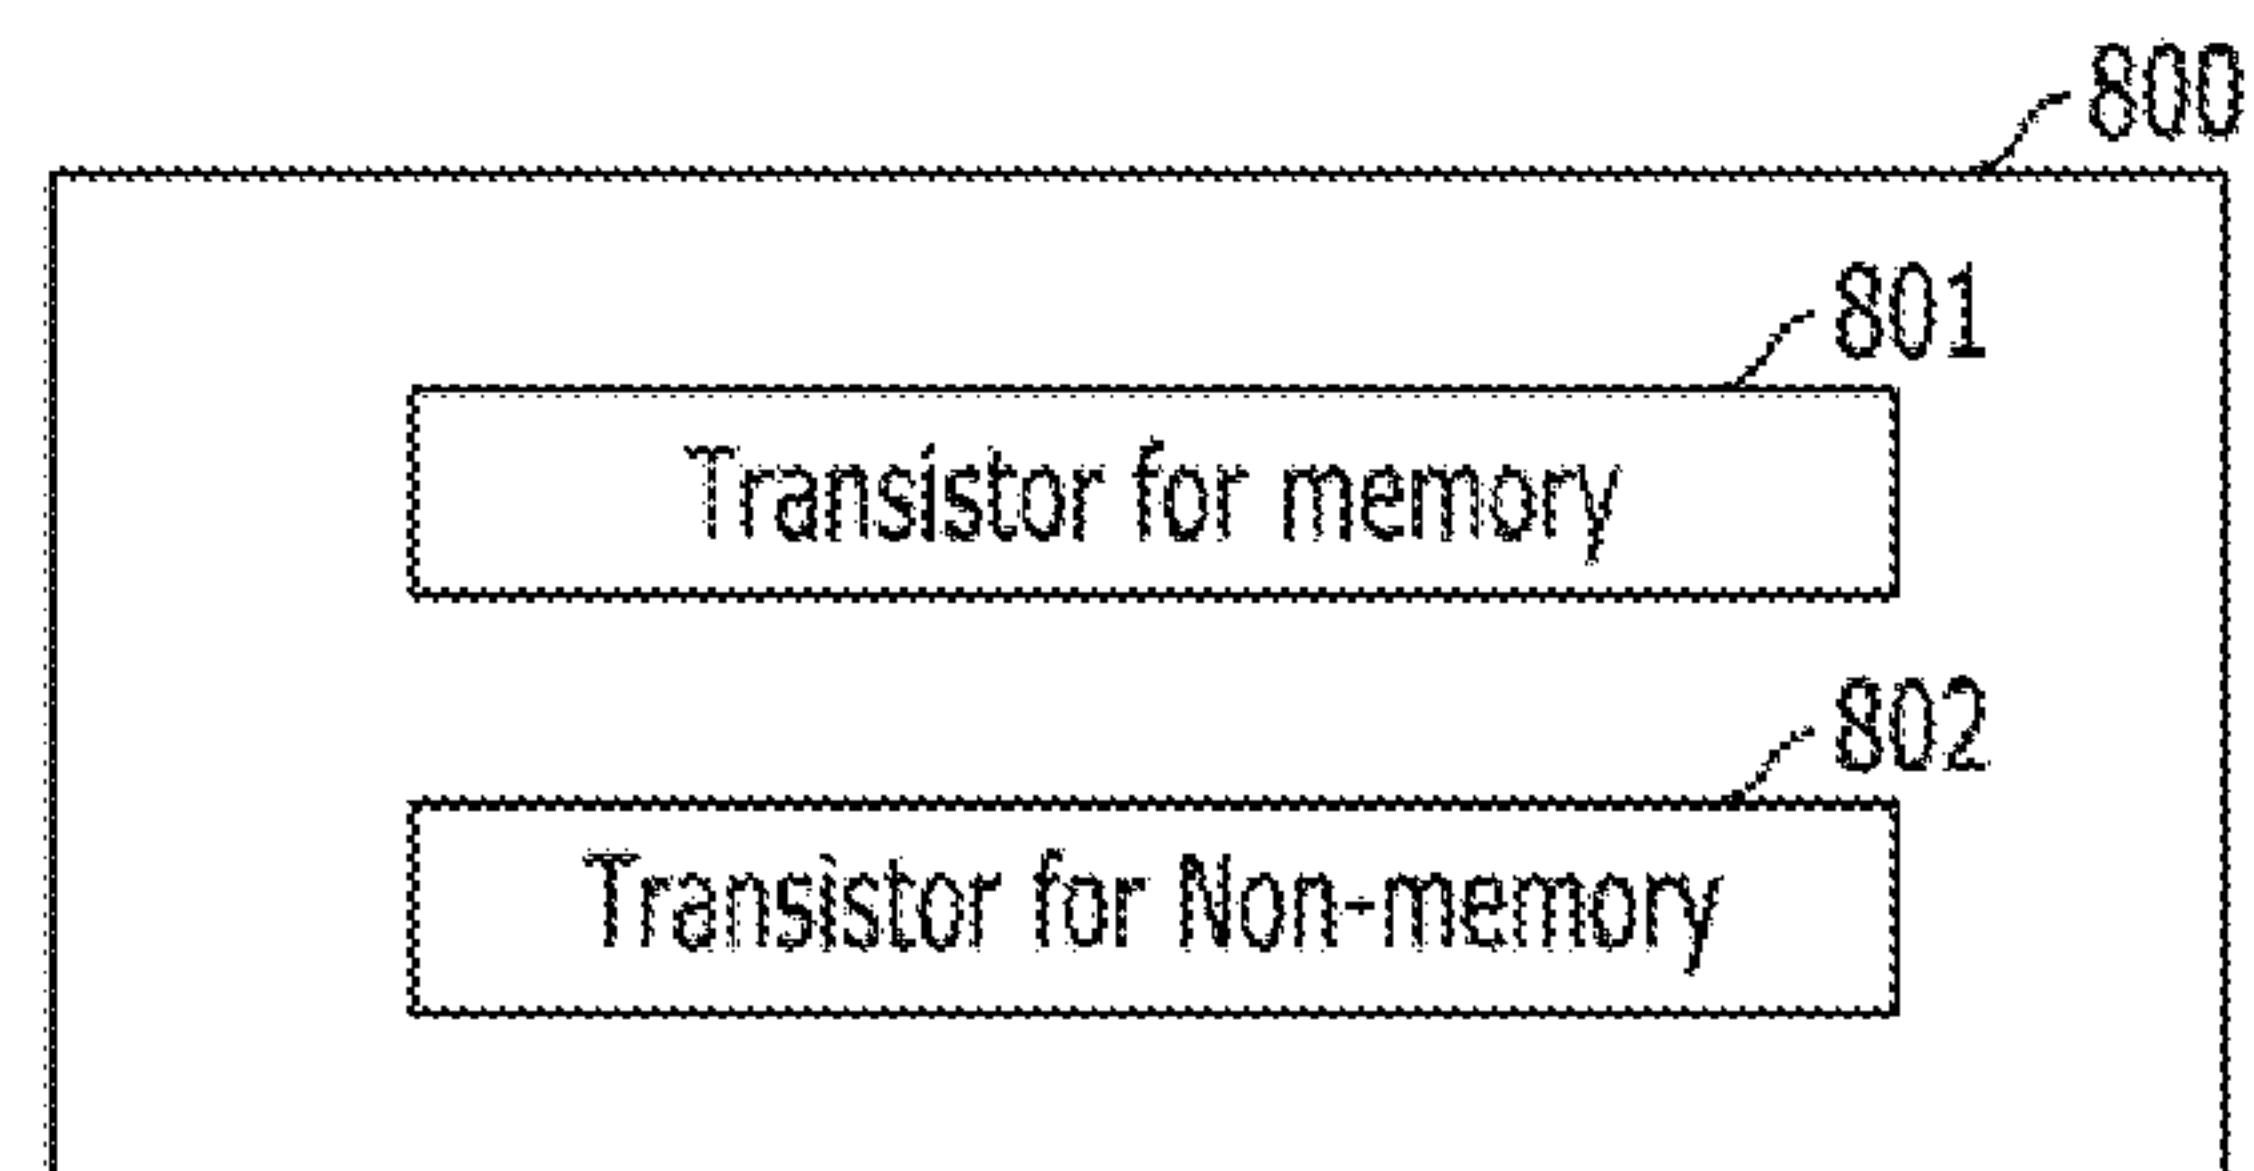 800
801
Transistor for memory
802
Transistor for Non-memory